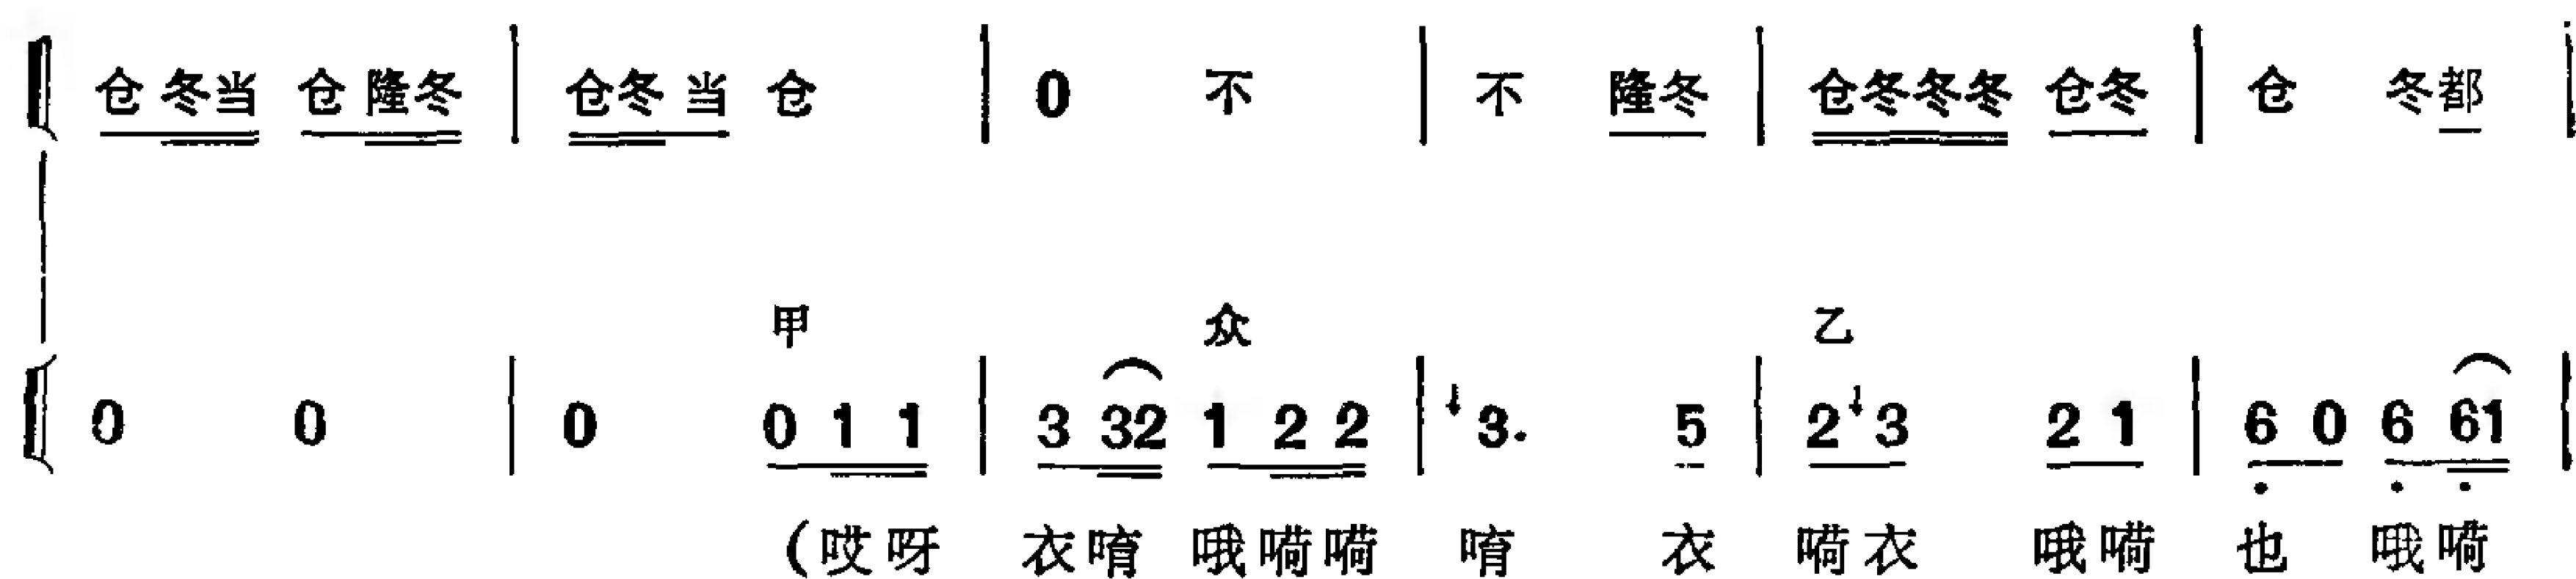 仓冬当 仓隆冬 | 仓冬当 仓 | 0 不 | 不 隆冬 | 仓冬冬冬 仓冬 | 仓 冬都 |
甲 众 乙
0 0 | 0 0 1 1 | 3 32 1 2 2 | ↓3. 5 | 2 ↓3 2 1 | 6 0 6 61 |
(哎呀 衣唷 哦嗬嗬 唷 衣 嗬衣 哦嗬 也 哦嗬